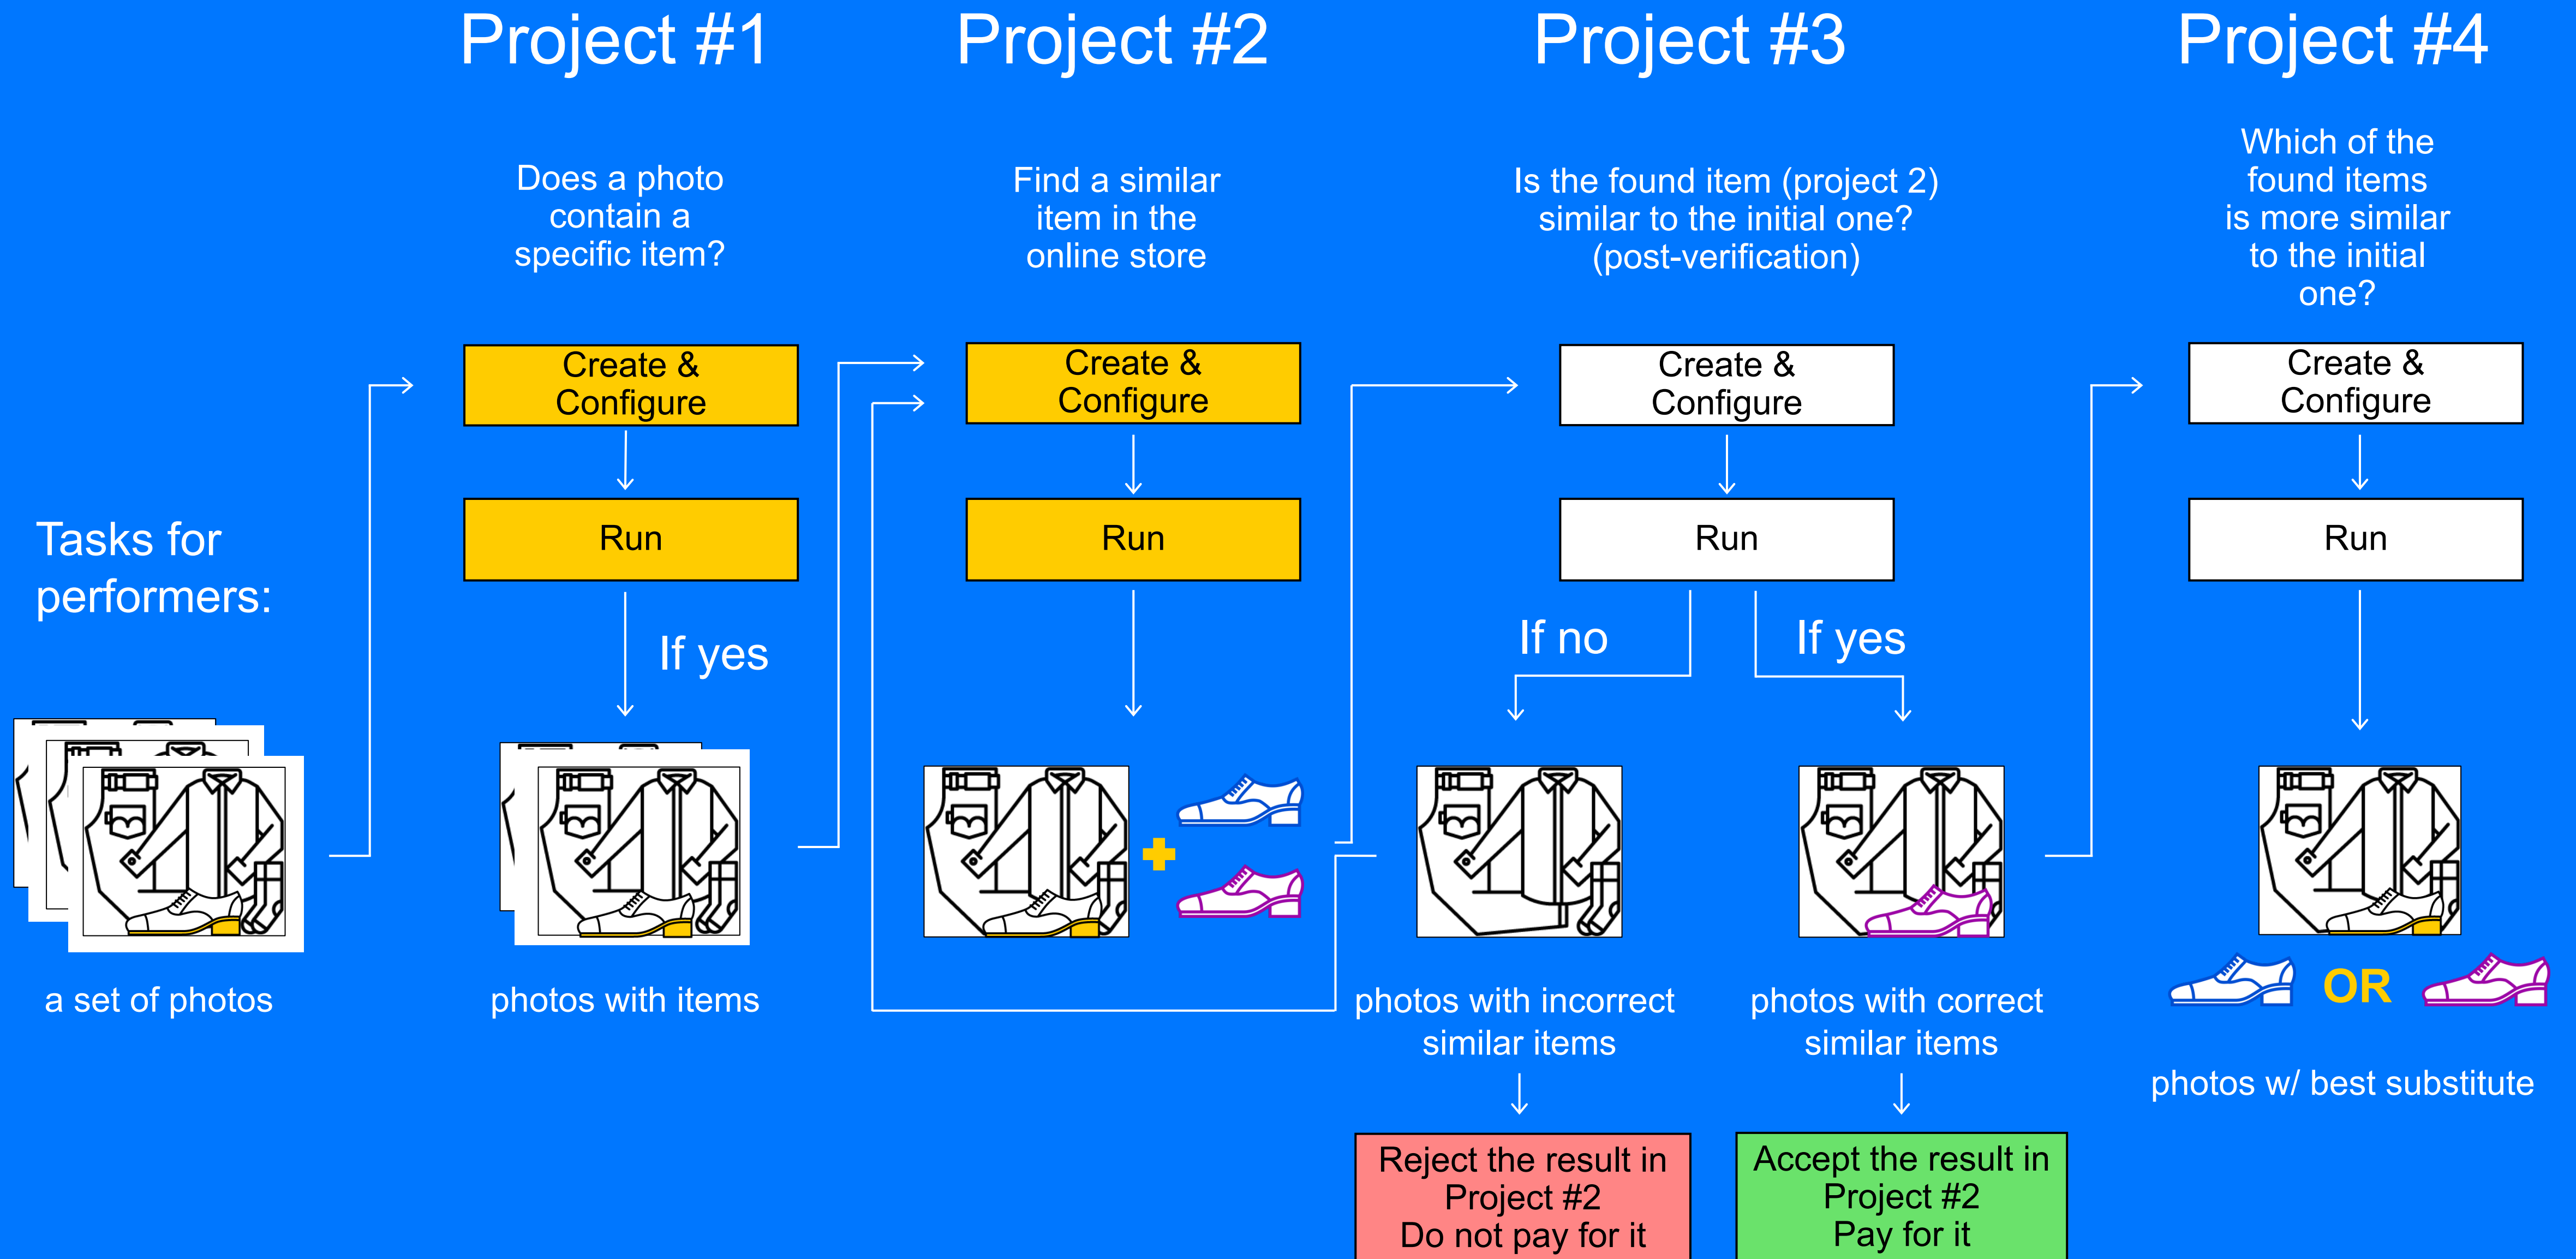 Project #1
Project #2
Project #3
Project #4
Does a photo
contain a
specific item?
Find a similar
item in the
online store
Is the found item (project 2)
similar to the initial one?
(post-verification)
Which of the
found items
is more similar
to the initial
one?
Create &
Configure
Create &
Configure
Create &
Configure
Create &
Configure
Run
Run
Run
Run
Tasks for
performers:
If yes
If no
If yes
OR
a set of photos
photos with items
photos with incorrect
similar items
photos with correct
similar items
photos w/ best substitute
Reject the result in
Project #2
Do not pay for it
Accept the result in
Project #2
Pay for it